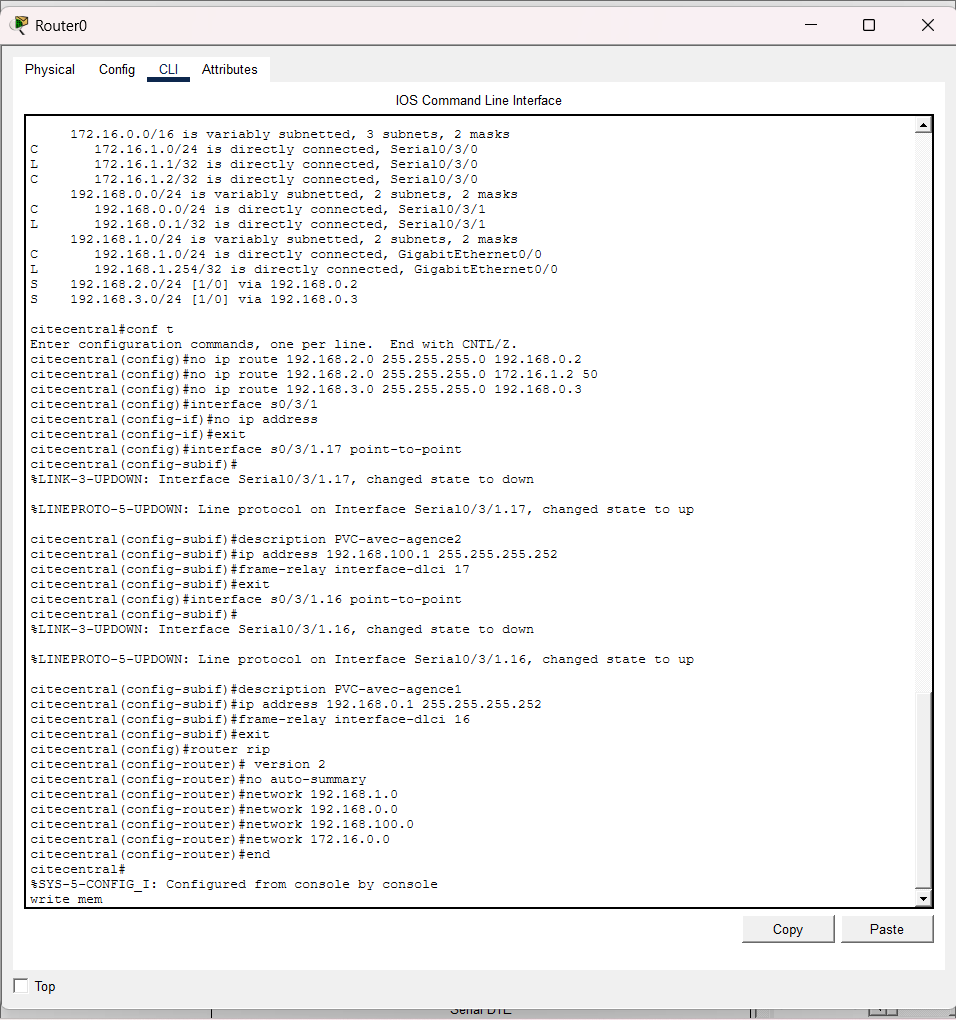 Router0
Physical Config CLI Attributes
IOS Command Line Interface
172.16.0.0/16 is variably subnetted, 3 subnets, 2 masks
C 172.16.1.0/24 is directly connected, Serial0/3/0
L 172.16.1.1/32 is directly connected, Serial0/3/0
C 172.16.1.2/32 is directly connected, Serial0/3/0
192.168.0.0/24 is variably subnetted, 2 subnets, 2 masks
C 192.168.0.0/24 is directly connected, Serial0/3/1
L 192.168.0.1/32 is directly connected, Serial0/3/1
192.168.1.0/24 is variably subnetted, 2 subnets, 2 masks
C 192.168.1.0/24 is directly connected, GigabitEthernet0/0
L 192.168.1.254/32 is directly connected, GigabitEthernet0/0
S 192.168.2.0/24 [1/0] via 192.168.0.2
S 192.168.3.0/24 [1/0] via 192.168.0.3
citecentral#conf t
Enter configuration commands, one per line. End with CNTL/Z.
citecentral(config)#no ip route 192.168.2.0 255.255.255.0 192.168.0.2
citecentral(config)#no ip route 192.168.2.0 255.255.255.0 172.16.1.2 50
citecentral(config)#no ip route 192.168.3.0 255.255.255.0 192.168.0.3
citecentral(config)#interface s0/3/1
citecentral(config-if)#no ip address
citecentral(config-if)#exit
citecentral(config)#interface s0/3/1.17 point-to-point
citecentral(config-subif)#
%LINK-3-UPDOWN: Interface Serial0/3/1.17, changed state to down
%LINEPROTO-5-UPDOWN: Line protocol on Interface Serial0/3/1.17, changed state to up
citecentral(config-subif)#description PVC-avec-agence2
citecentral(config-subif)#ip address 192.168.100.1 255.255.255.252
citecentral(config-subif)#frame-relay interface-dlci 17
citecentral(config-subif)#exit
citecentral(config)#interface s0/3/1.16 point-to-point
citecentral(config-subif)#
%LINK-3-UPDOWN: Interface Serial0/3/1.16, changed state to down
%LINEPROTO-5-UPDOWN: Line protocol on Interface Serial0/3/1.16, changed state to up
citecentral(config-subif)#description PVC-avec-agence1
citecentral(config-subif)#ip address 192.168.0.1 255.255.255.252
citecentral(config-subif)#frame-relay interface-dlci 16
citecentral(config-subif)#exit
citecentral(config)#router rip
citecentral(config-router)# version 2
citecentral(config-router)#no auto-summary
citecentral(config-router)#network 192.168.1.0
citecentral(config-router)#network 192.168.0.0
citecentral(config-router)#network 192.168.100.0
citecentral(config-router)#network 172.16.0.0
citecentral(config-router)#end
citecentral#
%SYS-5-CONFIG_I: Configured from console by console
write mem
Copy Paste
Top
Serial DTE